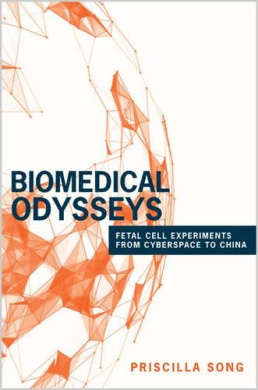 BIOMEDICAL
ODYSSEYS
FETAL CELL EXPERIMENTS
FROM CYBERSPACE TO CHINA
PRISCILLA SONG